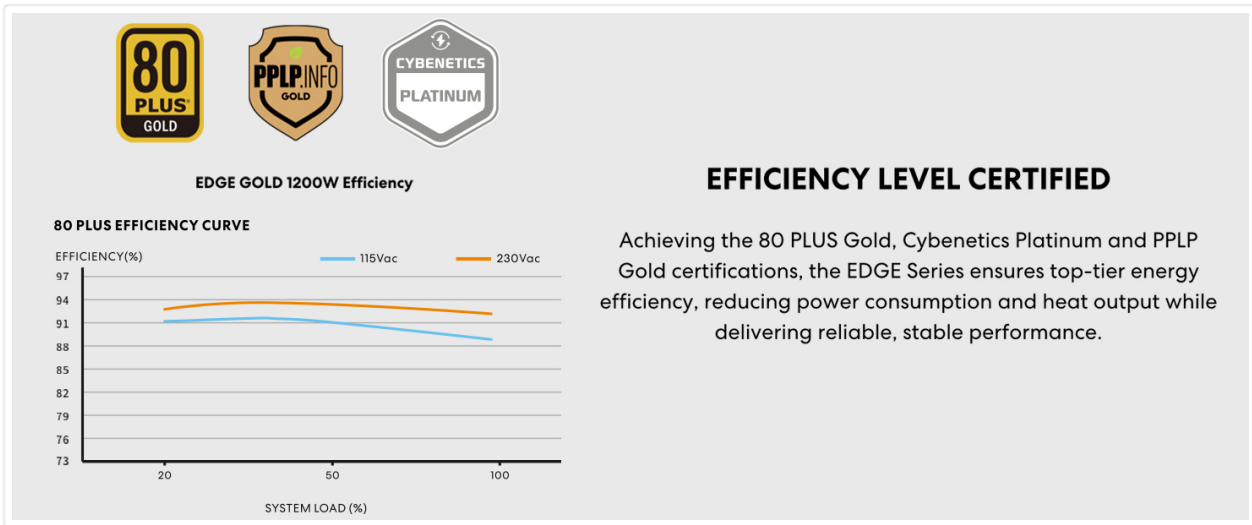 80
PLUS®
GOLD
PPLP.INFO
GOLD
CYBENETICS
PLATINUM
EDGE GOLD 1200W Efficiency
80 PLUS EFFICIENCY CURVE
EFFICIENCY(%)
115Vac
230Vac
97
94
91
88
85
82
79
76
73
20
50
100
SYSTEM LOAD (%)
EFFICIENCY LEVEL CERTIFIED
Achieving the 80 PLUS Gold, Cybenetics Platinum and PPLP
Gold certifications, the EDGE Series ensures top-tier energy
efficiency, reducing power consumption and heat output while
delivering reliable, stable performance.